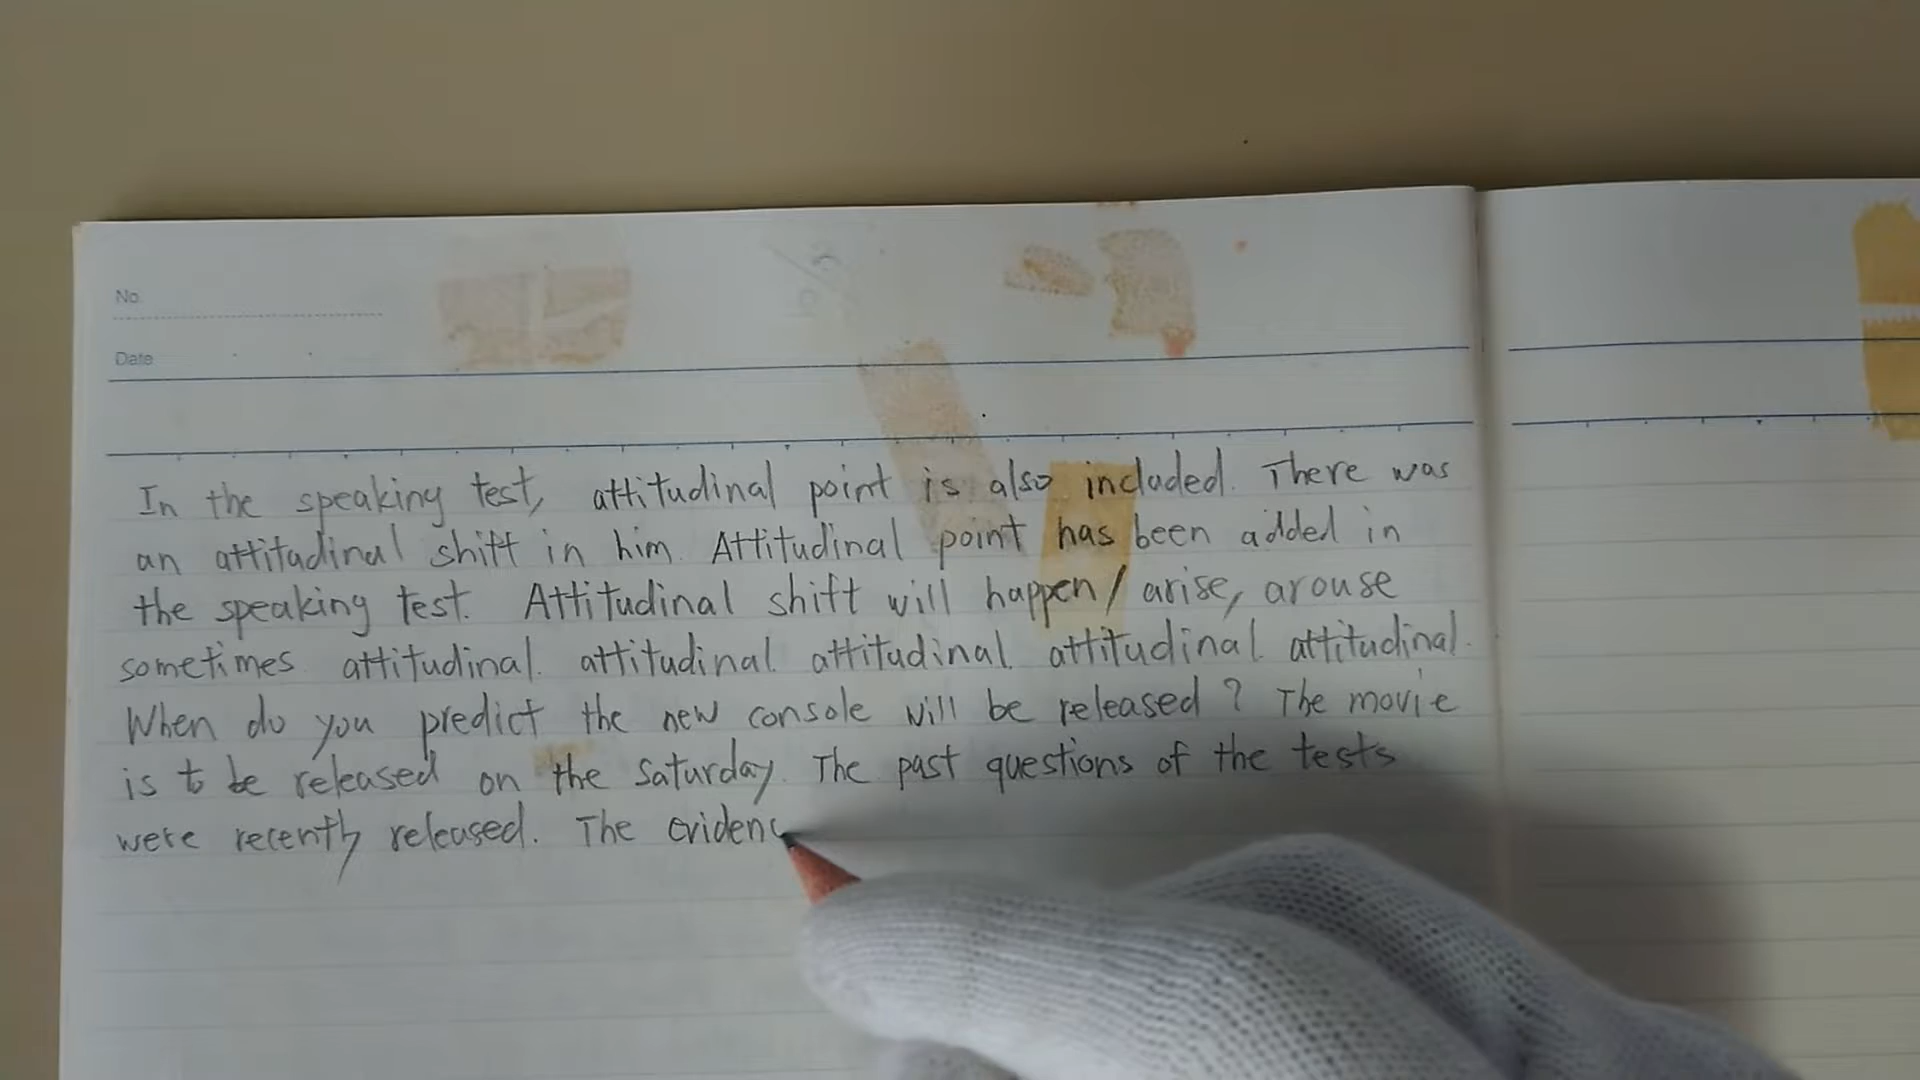 No.
Date
In the speaking test, attitudinal point is also included. There was
an attitudinal shift in him. Attitudinal point has been added in
the speaking test. Attitudinal shift will happen / arise, arouse
sometimes. attitudinal. attitudinal. attitudinal. attitudinal. attitudinal.
When do you predict the new console will be released? The movie
is to be released on the Saturday. The past questions of the tests
were recently released. The evidenc